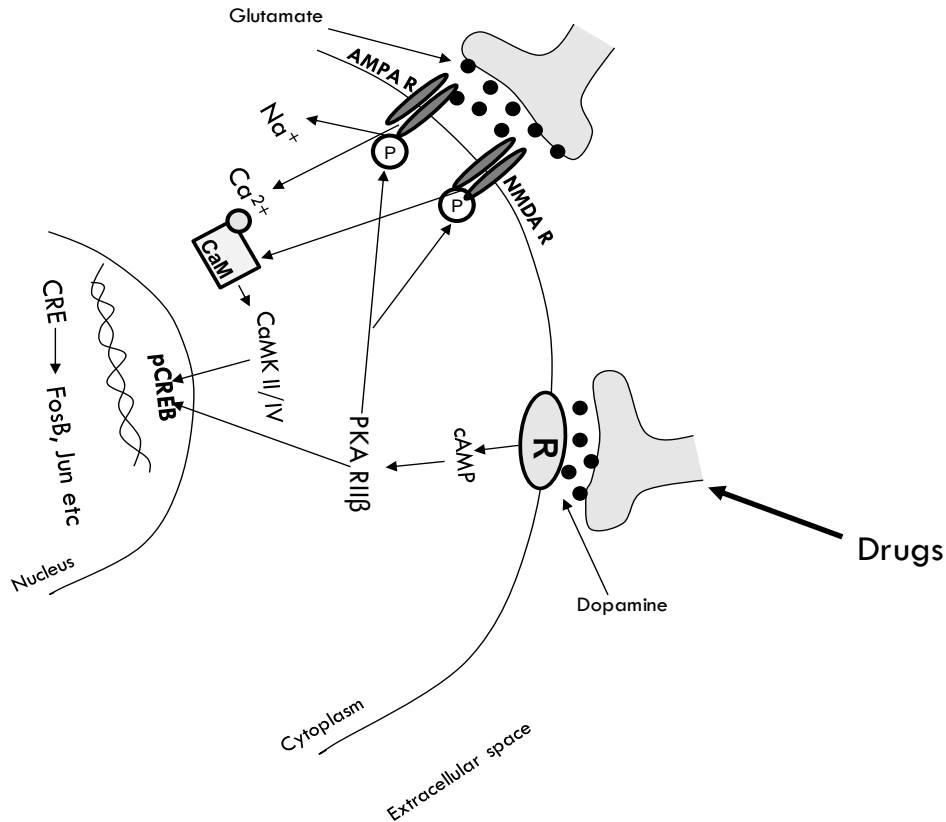 Glutamate
AMPA R
Na+
P
Ca2+
P
NMDA R
CaM
CRE
pCREB
CaMK II/IV
FosB, Jun etc
PKA RIIβ
cAMP
R
Drugs
Nucleus
Dopamine
Cytoplasm
Extracellular space